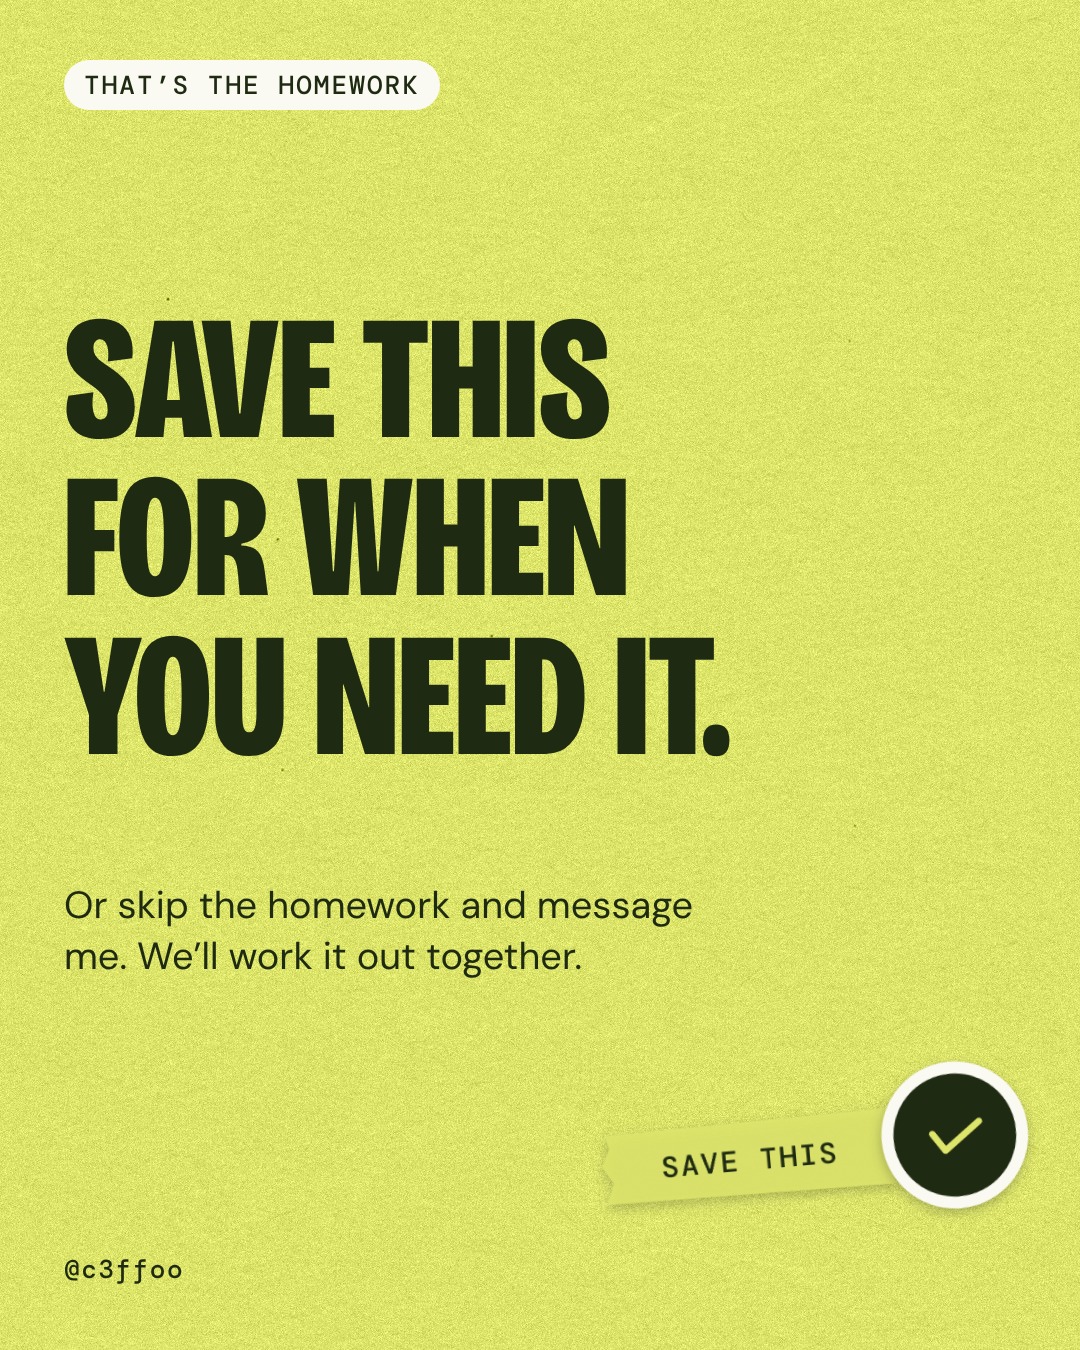 THAT’S THE HOMEWORK
SAVE THIS
FOR WHEN
YOU NEED IT.
Or skip the homework and message
me. We’ll work it out together.
SAVE THIS
@c3ffoo